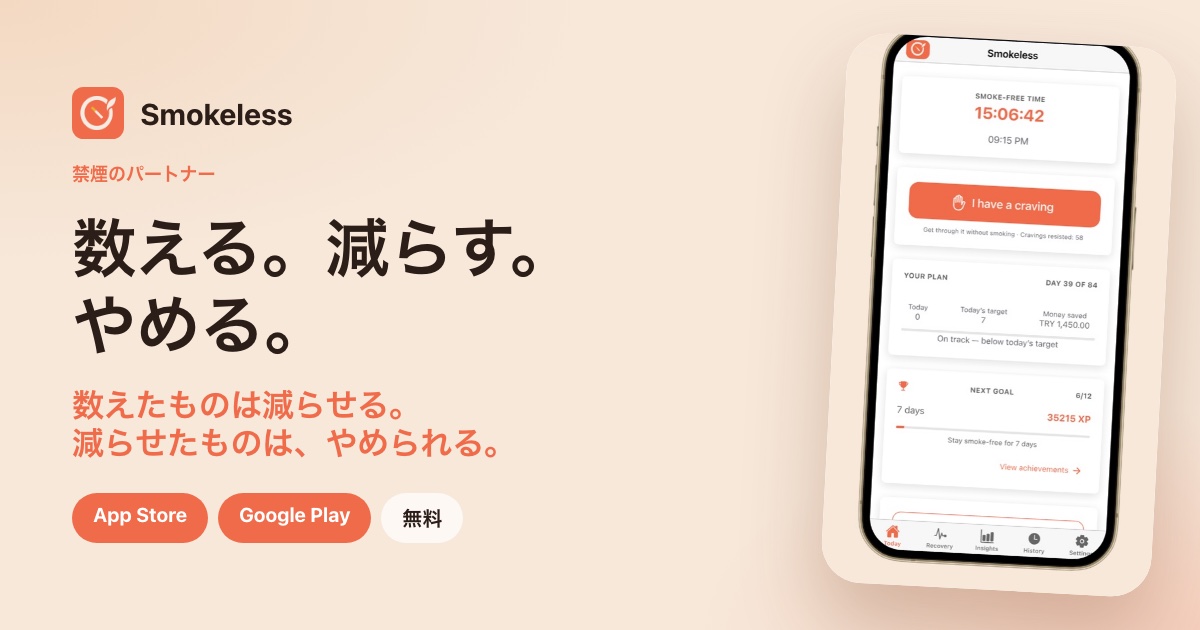 Smokeless
禁煙のパートナー
数える。減らす。
やめる。
数えたものは減らせる。
減らせたものは、やめられる。
App Store
Google Play
無料
Smokeless
SMOKE-FREE TIME
15:06:42
09:15 PM
I have a craving
Get through it without smoking · Cravings resisted: 58
YOUR PLAN
DAY 39 OF 84
Today
Today's target
Money saved
0
7
TRY 1,450.00
On track — below today's target
NEXT GOAL
6/12
7 days
35215 XP
Stay smoke-free for 7 days
View achievements →
Today
Recovery
Insights
History
Settings